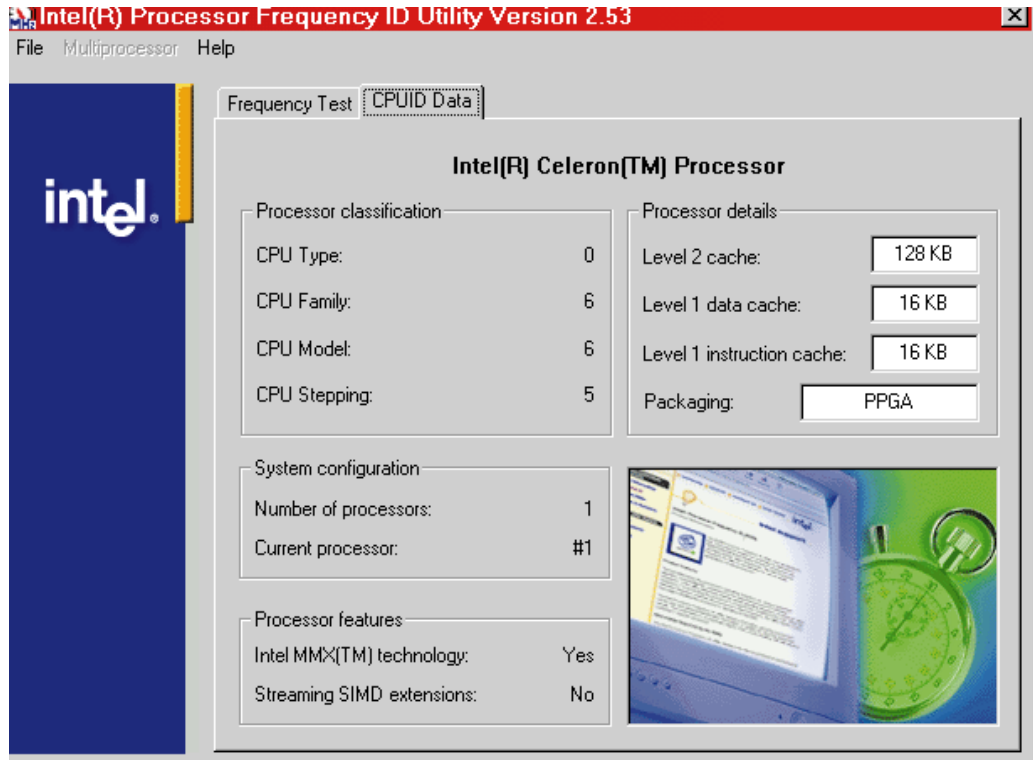 Intel(R) Processor Frequency ID Utility Version 2.53
File Multiprocessor Help
Frequency Test CPUID Data
intel.
Intel(R) Celeron(TM) Processor
Processor classification
CPU Type: 0
CPU Family: 6
CPU Model: 6
CPU Stepping: 5
Processor details
Level 2 cache: 128 KB
Level 1 data cache: 16 KB
Level 1 instruction cache: 16 KB
Packaging: PPGA
System configuration
Number of processors: 1
Current processor: #1
Processor features
Intel MMX(TM) technology: Yes
Streaming SIMD extensions: No